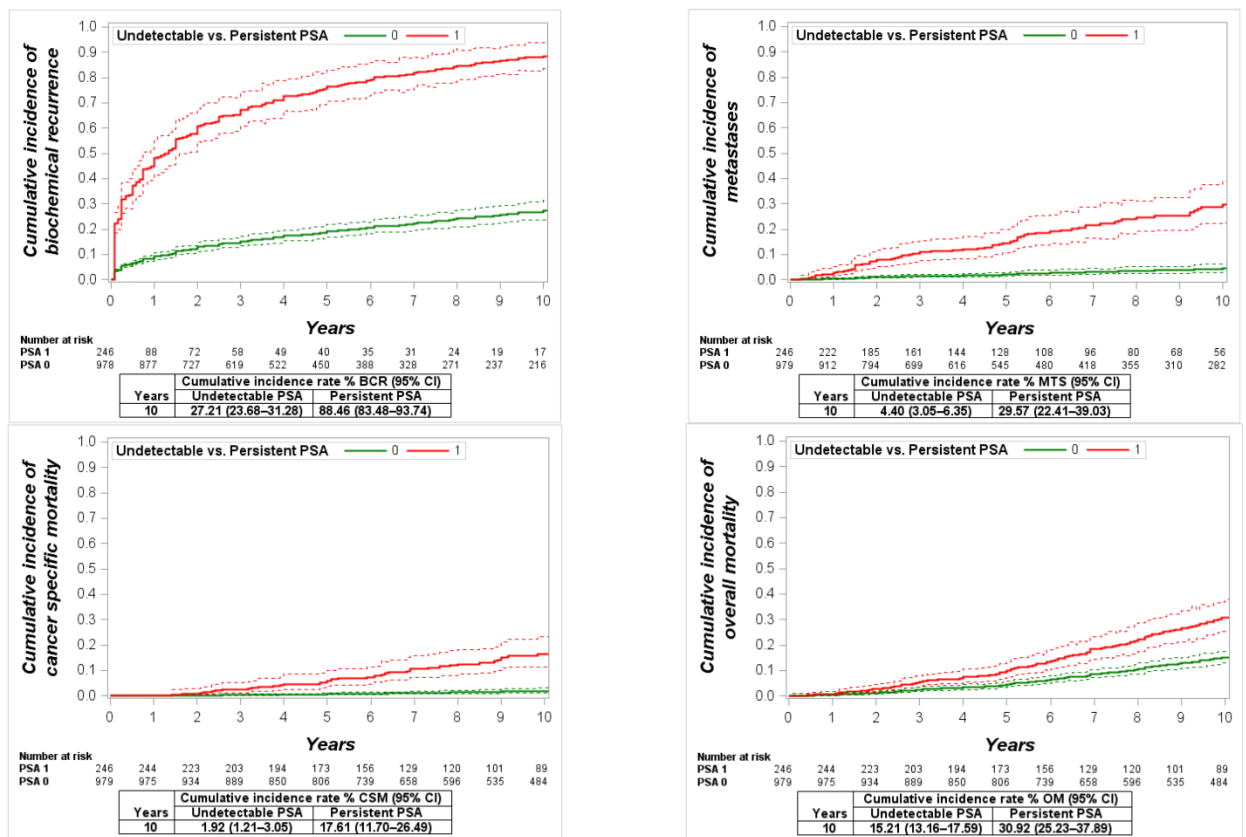 Undetectable vs. Persistent PSA 0 1
Cumulative incidence of
biochemical recurrence
1.0
0.9
0.8
0.7
0.6
0.5
0.4
0.3
0.2
0.1
0.0
0 1 2 3 4 5 6 7 8 9 10
Years
Number at risk
PSA 1 246 88 72 58 49 40 35 31 24 19 17
PSA 0 978 877 727 619 522 450 388 328 271 237 216
Cumulative incidence rate % BCR (95% CI)
Years Undetectable PSA Persistent PSA
10 27.21 (23.68–31.28) 88.46 (83.48–93.74)
Undetectable vs. Persistent PSA 0 1
Cumulative incidence of
metastases
1.0
0.9
0.8
0.7
0.6
0.5
0.4
0.3
0.2
0.1
0.0
0 1 2 3 4 5 6 7 8 9 10
Years
Number at risk
PSA 1 246 222 185 161 144 128 108 96 80 68 56
PSA 0 979 912 794 699 616 545 480 418 355 310 282
Cumulative incidence rate % MTS (95% CI)
Years Undetectable PSA Persistent PSA
10 4.40 (3.05–6.35) 29.57 (22.41–39.03)
Undetectable vs. Persistent PSA 0 1
Cumulative incidence of
cancer specific mortality
1.0
0.9
0.8
0.7
0.6
0.5
0.4
0.3
0.2
0.1
0.0
0 1 2 3 4 5 6 7 8 9 10
Years
Number at risk
PSA 1 246 244 223 203 194 173 156 129 120 101 89
PSA 0 979 975 934 889 850 806 739 658 596 535 484
Cumulative incidence rate % CSM (95% CI)
Years Undetectable PSA Persistent PSA
10 1.92 (1.21–3.05) 17.61 (11.70–26.49)
Undetectable vs. Persistent PSA 0 1
Cumulative incidence of
overall mortality
1.0
0.9
0.8
0.7
0.6
0.5
0.4
0.3
0.2
0.1
0.0
0 1 2 3 4 5 6 7 8 9 10
Years
Number at risk
PSA 1 246 244 223 203 194 173 156 129 120 101 89
PSA 0 979 975 934 889 850 806 739 658 596 535 484
Cumulative incidence rate % OM (95% CI)
Years Undetectable PSA Persistent PSA
10 15.21 (13.16–17.59) 30.92 (25.23–37.89)